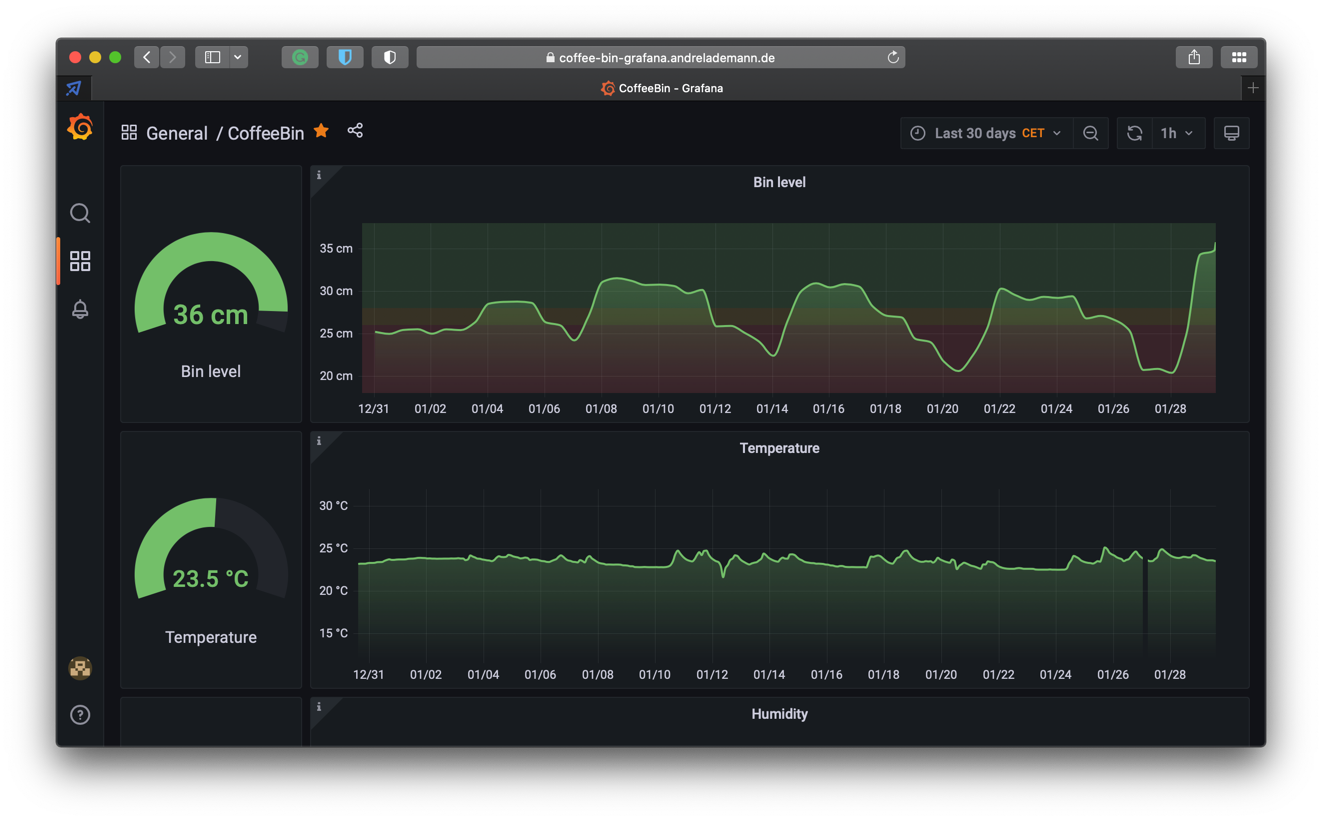 coffee-bin-grafana.andrelademann.de
CoffeeBin - Grafana
General / CoffeeBin
Last 30 days CET
1h
36 cm
Bin level
i
Bin level
35 cm
30 cm
25 cm
20 cm
12/31 01/02 01/04 01/06 01/08 01/10 01/12 01/14 01/16 01/18 01/20 01/22 01/24 01/26 01/28
23.5 °C
Temperature
i
Temperature
30 °C
25 °C
20 °C
15 °C
12/31 01/02 01/04 01/06 01/08 01/10 01/12 01/14 01/16 01/18 01/20 01/22 01/24 01/26 01/28
i
Humidity